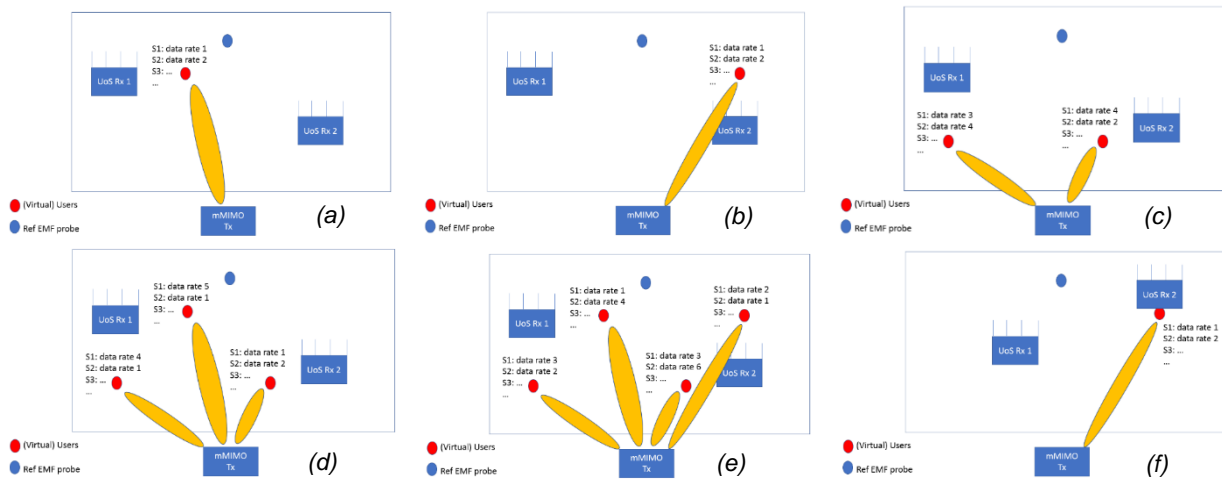 S1: data rate 1
S2: data rate 2
S3: ...
...
UoS Rx 1
UoS Rx 2
(Virtual) Users
Ref EMF probe
mMIMO
Tx
(a)
S1: data rate 1
S2: data rate 2
S3: ...
...
UoS Rx 1
UoS Rx 2
(Virtual) Users
Ref EMF probe
mMIMO
Tx
(b)
UoS Rx 1
S1: data rate 3
S2: data rate 4
S3: ...
...
S1: data rate 4
S2: data rate 2
S3: ...
...
UoS Rx 2
(Virtual) Users
Ref EMF probe
mMIMO
Tx
(c)
S1: data rate 5
S2: data rate 1
S3: ...
...
UoS Rx 1
S1: data rate 4
S2: data rate 1
S3: ...
...
S1: data rate 1
S2: data rate 2
S3: ...
...
UoS Rx 2
(Virtual) Users
Ref EMF probe
mMIMO
Tx
(d)
S1: data rate 1
S2: data rate 4
S3: ...
...
S1: data rate 2
S2: data rate 1
S3: ...
...
UoS Rx 1
S1: data rate 3
S2: data rate 2
S3: ...
...
S1: data rate 3
S2: data rate 6
S3: ...
...
UoS Rx 2
(Virtual) Users
Ref EMF probe
mMIMO
Tx
(e)
UoS Rx 2
UoS Rx 1
S1: data rate 1
S2: data rate 2
S3: ...
...
(Virtual) Users
Ref EMF probe
mMIMO
Tx
(f)